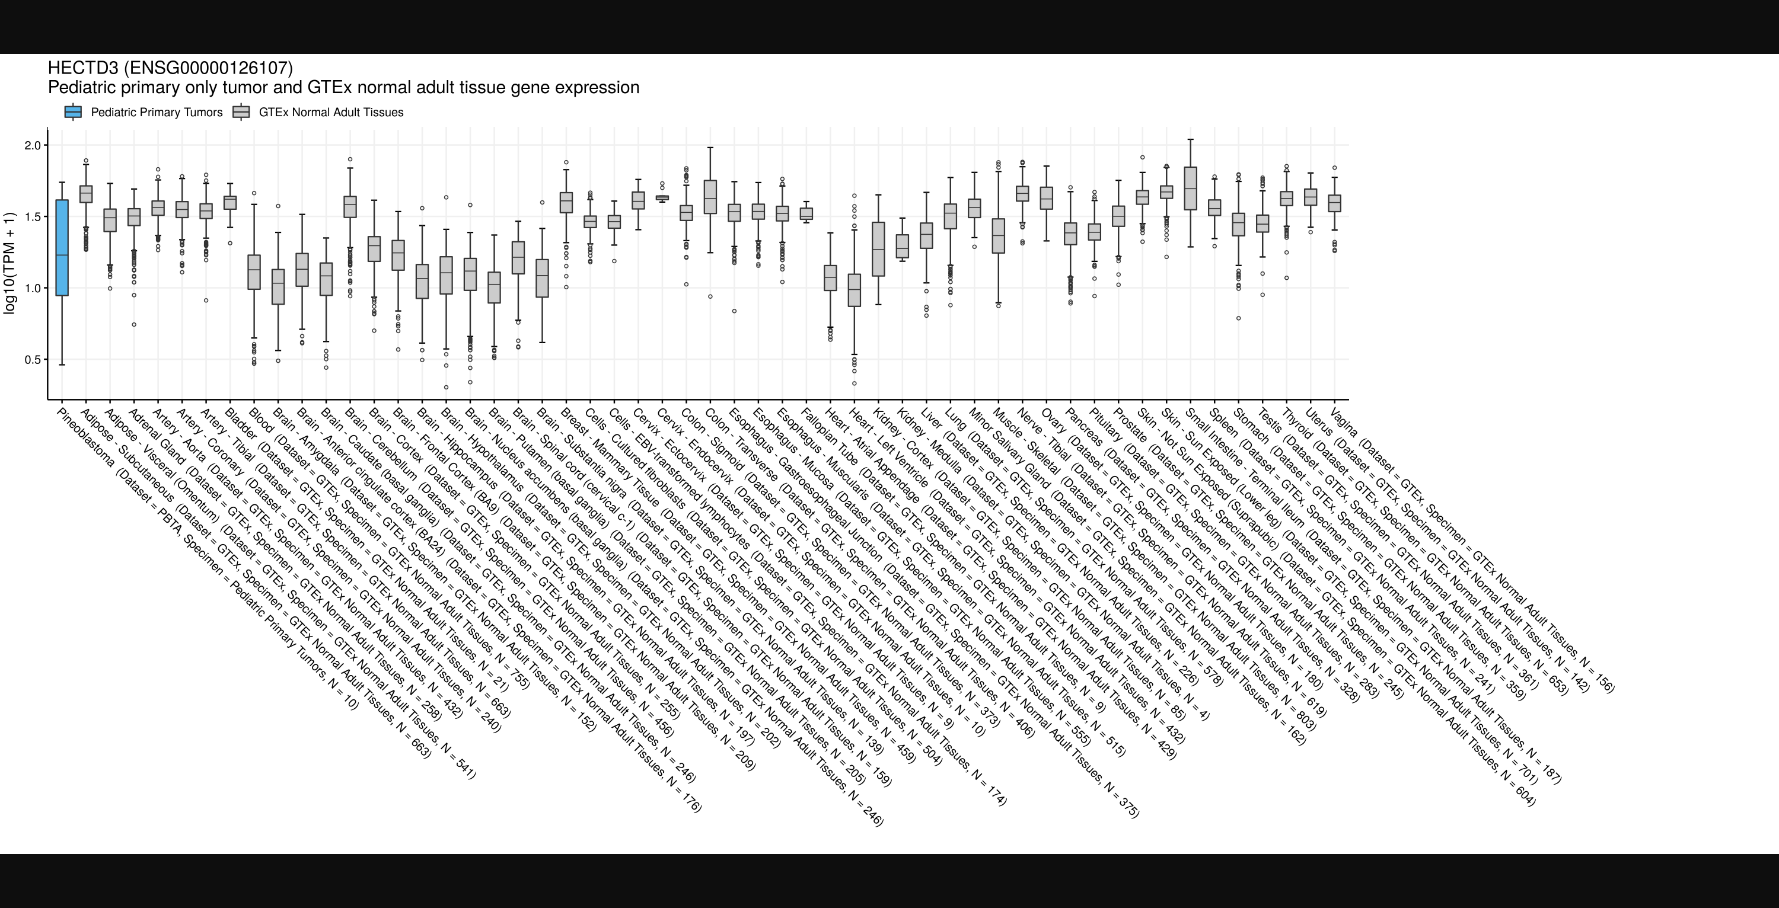 HECTD3 (ENSG00000126107)
Pediatric primary only tumor and GTEx normal adult tissue gene expression
Pediatric Primary Tumors
GTEx Normal Adult Tissues
log10(TPM + 1)
2.0
1.5
1.0
0.5
Pineoblastoma (Dataset = PBTA, Specimen = Pediatric Primary Tumors, N = 10)
Adipose - Subcutaneous (Dataset = GTEx, Specimen = GTEx Normal Adult Tissues, N = 663)
Adipose - Visceral (Omentum) (Dataset = GTEx, Specimen = GTEx Normal Adult Tissues, N = 541)
Adrenal Gland (Dataset = GTEx, Specimen = GTEx Normal Adult Tissues, N = 258)
Artery - Aorta (Dataset = GTEx, Specimen = GTEx Normal Adult Tissues, N = 432)
Artery - Coronary (Dataset = GTEx, Specimen = GTEx Normal Adult Tissues, N = 240)
Artery - Tibial (Dataset = GTEx, Specimen = GTEx Normal Adult Tissues, N = 663)
Bladder (Dataset = GTEx, Specimen = GTEx Normal Adult Tissues, N = 21)
Blood (Dataset = GTEx, Specimen = GTEx Normal Adult Tissues, N = 755)
Brain - Amygdala (Dataset = GTEx, Specimen = GTEx Normal Adult Tissues, N = 152)
Brain - Anterior cingulate cortex (BA24) (Dataset = GTEx, Specimen = GTEx Normal Adult Tissues, N = 176)
Brain - Caudate (basal ganglia) (Dataset = GTEx, Specimen = GTEx Normal Adult Tissues, N = 246)
Brain - Cerebellum (Dataset = GTEx, Specimen = GTEx Normal Adult Tissues, N = 456)
Brain - Cortex (Dataset = GTEx, Specimen = GTEx Normal Adult Tissues, N = 255)
Brain - Frontal Cortex (BA9) (Dataset = GTEx, Specimen = GTEx Normal Adult Tissues, N = 209)
Brain - Hippocampus (Dataset = GTEx, Specimen = GTEx Normal Adult Tissues, N = 197)
Brain - Hypothalamus (Dataset = GTEx, Specimen = GTEx Normal Adult Tissues, N = 202)
Brain - Nucleus accumbens (basal ganglia) (Dataset = GTEx, Specimen = GTEx Normal Adult Tissues, N = 246)
Brain - Putamen (basal ganglia) (Dataset = GTEx, Specimen = GTEx Normal Adult Tissues, N = 205)
Brain - Spinal cord (cervical c-1) (Dataset = GTEx, Specimen = GTEx Normal Adult Tissues, N = 159)
Brain - Substantia nigra (Dataset = GTEx, Specimen = GTEx Normal Adult Tissues, N = 139)
Breast - Mammary Tissue (Dataset = GTEx, Specimen = GTEx Normal Adult Tissues, N = 459)
Cells - Cultured fibroblasts (Dataset = GTEx, Specimen = GTEx Normal Adult Tissues, N = 504)
Cells - EBV-transformed lymphocytes (Dataset = GTEx, Specimen = GTEx Normal Adult Tissues, N = 174)
Cervix - Ectocervix (Dataset = GTEx, Specimen = GTEx Normal Adult Tissues, N = 9)
Cervix - Endocervix (Dataset = GTEx, Specimen = GTEx Normal Adult Tissues, N = 10)
Colon - Sigmoid (Dataset = GTEx, Specimen = GTEx Normal Adult Tissues, N = 373)
Colon - Transverse (Dataset = GTEx, Specimen = GTEx Normal Adult Tissues, N = 406)
Esophagus - Gastroesophageal Junction (Dataset = GTEx, Specimen = GTEx Normal Adult Tissues, N = 375)
Esophagus - Mucosa (Dataset = GTEx, Specimen = GTEx Normal Adult Tissues, N = 555)
Esophagus - Muscularis (Dataset = GTEx, Specimen = GTEx Normal Adult Tissues, N = 515)
Fallopian Tube (Dataset = GTEx, Specimen = GTEx Normal Adult Tissues, N = 9)
Heart - Atrial Appendage (Dataset = GTEx, Specimen = GTEx Normal Adult Tissues, N = 429)
Heart - Left Ventricle (Dataset = GTEx, Specimen = GTEx Normal Adult Tissues, N = 432)
Kidney - Cortex (Dataset = GTEx, Specimen = GTEx Normal Adult Tissues, N = 85)
Kidney - Medulla (Dataset = GTEx, Specimen = GTEx Normal Adult Tissues, N = 4)
Liver (Dataset = GTEx, Specimen = GTEx Normal Adult Tissues, N = 226)
Lung (Dataset = GTEx, Specimen = GTEx Normal Adult Tissues, N = 578)
Minor Salivary Gland (Dataset = GTEx, Specimen = GTEx Normal Adult Tissues, N = 162)
Muscle - Skeletal (Dataset = GTEx, Specimen = GTEx Normal Adult Tissues, N = 803)
Nerve - Tibial (Dataset = GTEx, Specimen = GTEx Normal Adult Tissues, N = 619)
Ovary (Dataset = GTEx, Specimen = GTEx Normal Adult Tissues, N = 180)
Pancreas (Dataset = GTEx, Specimen = GTEx Normal Adult Tissues, N = 328)
Pituitary (Dataset = GTEx, Specimen = GTEx Normal Adult Tissues, N = 283)
Prostate (Dataset = GTEx, Specimen = GTEx Normal Adult Tissues, N = 245)
Skin - Not Sun Exposed (Suprapubic) (Dataset = GTEx, Specimen = GTEx Normal Adult Tissues, N = 604)
Skin - Sun Exposed (Lower leg) (Dataset = GTEx, Specimen = GTEx Normal Adult Tissues, N = 701)
Small Intestine - Terminal Ileum (Dataset = GTEx, Specimen = GTEx Normal Adult Tissues, N = 187)
Spleen (Dataset = GTEx, Specimen = GTEx Normal Adult Tissues, N = 241)
Stomach (Dataset = GTEx, Specimen = GTEx Normal Adult Tissues, N = 359)
Testis (Dataset = GTEx, Specimen = GTEx Normal Adult Tissues, N = 361)
Thyroid (Dataset = GTEx, Specimen = GTEx Normal Adult Tissues, N = 653)
Uterus (Dataset = GTEx, Specimen = GTEx Normal Adult Tissues, N = 142)
Vagina (Dataset = GTEx, Specimen = GTEx Normal Adult Tissues, N = 156)